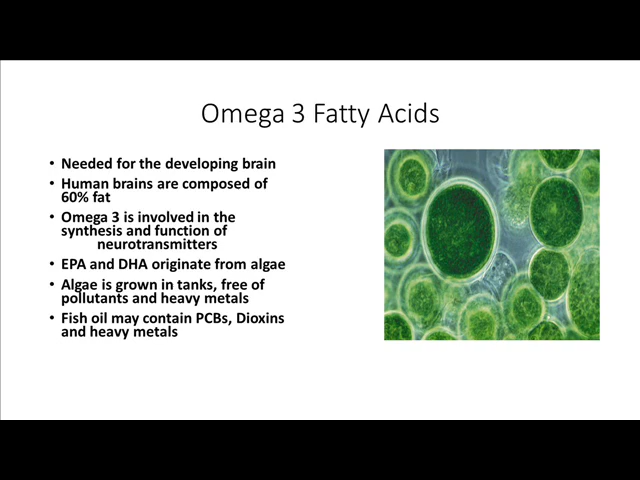 Omega 3 Fatty Acids
• Needed for the developing brain
• Human brains are composed of
60% fat
• Omega 3 is involved in the
synthesis and function of
neurotransmitters
• EPA and DHA originate from algae
• Algae is grown in tanks, free of
pollutants and heavy metals
• Fish oil may contain PCBs, Dioxins
and heavy metals